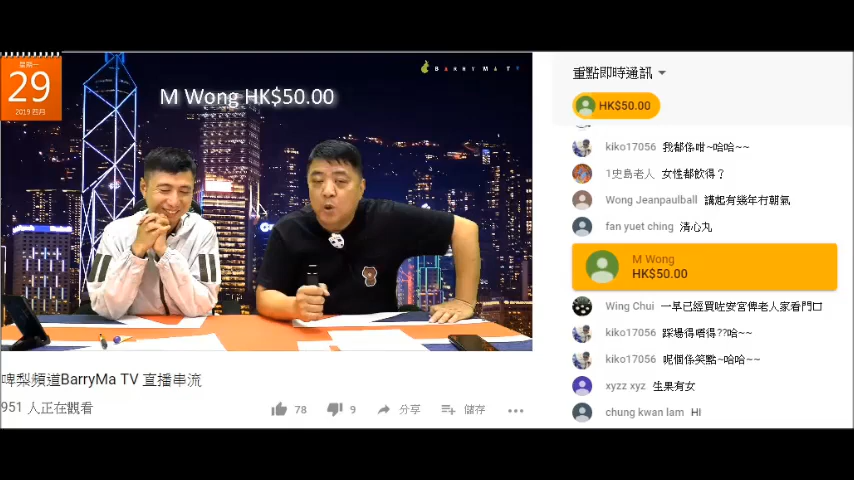 星期一
29
2019 四月
M Wong HK$50.00
BARRYMATV
啤梨頻道BarryMa TV 直播串流
951 人正在觀看
78
9
分享
儲存
重點即時通訊
HK$50.00
kiko17056 我都係咁~哈哈~~
1史島老人 女性都飲得？
Wong Jeanpaulball 講起有幾年冇韜氣
fan yuet ching 清心丸
M Wong
HK$50.00
Wing Chui 一早已經買咗安宮俾老人家看門口
kiko17056 踩場得唔得??哈~~
kiko17056 呢個係笑點~哈哈~~
xyzz xyz 生果有女
chung kwan lam HI